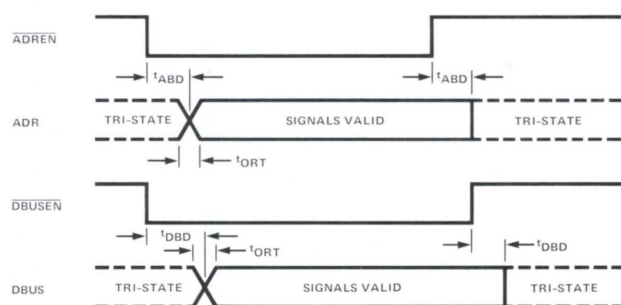 ADREN
tABD
tABD
ADR
TRI-STATE
SIGNALS VALID
TRI-STATE
tORT
DBUSEN
tDBD
tORT
tDBD
DBUS
TRI-STATE
SIGNALS VALID
TRI-STATE